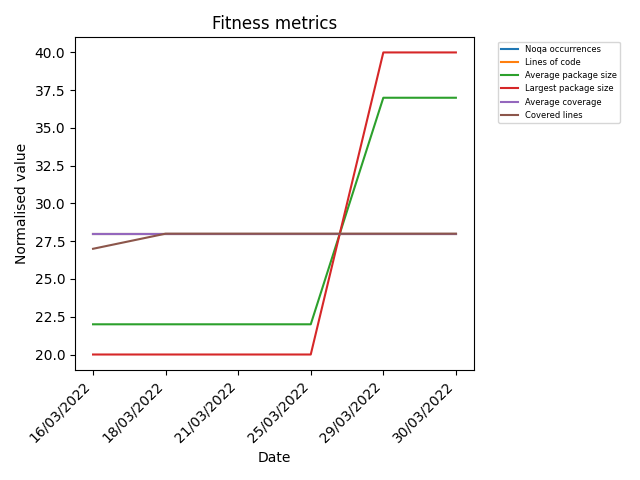 Fitness metrics
Normalised value
40.0
37.5
35.0
32.5
30.0
27.5
25.0
22.5
20.0
16/03/2022
18/03/2022
21/03/2022
25/03/2022
29/03/2022
30/03/2022
Date
Noqa occurrences
Lines of code
Average package size
Largest package size
Average coverage
Covered lines